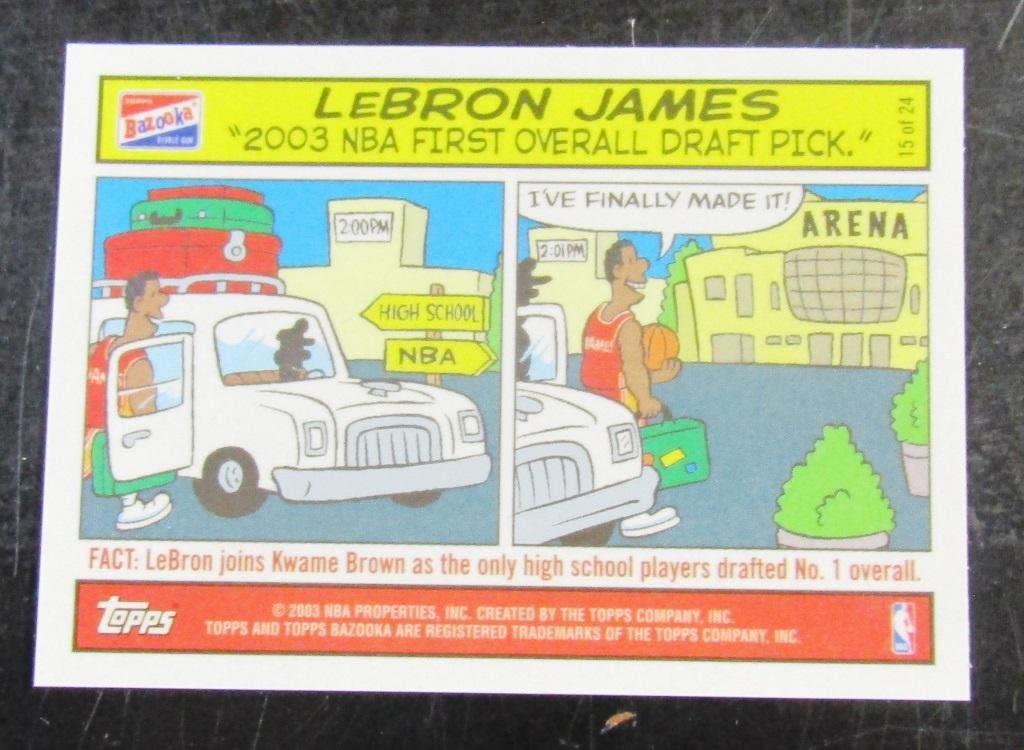 TOPPS
Bazooka
BUBBLE GUM
LeBRON JAMES
"2003 NBA FIRST OVERALL DRAFT PICK."
15 of 24
2:00PM
HIGH SCHOOL
NBA
I'VE FINALLY MADE IT!
2:01PM
ARENA
FACT: LeBron joins Kwame Brown as the only high school players drafted No. 1 overall.
Topps
© 2003 NBA PROPERTIES, INC. CREATED BY THE TOPPS COMPANY, INC.
TOPPS AND TOPPS BAZOOKA ARE REGISTERED TRADEMARKS OF THE TOPPS COMPANY, INC.